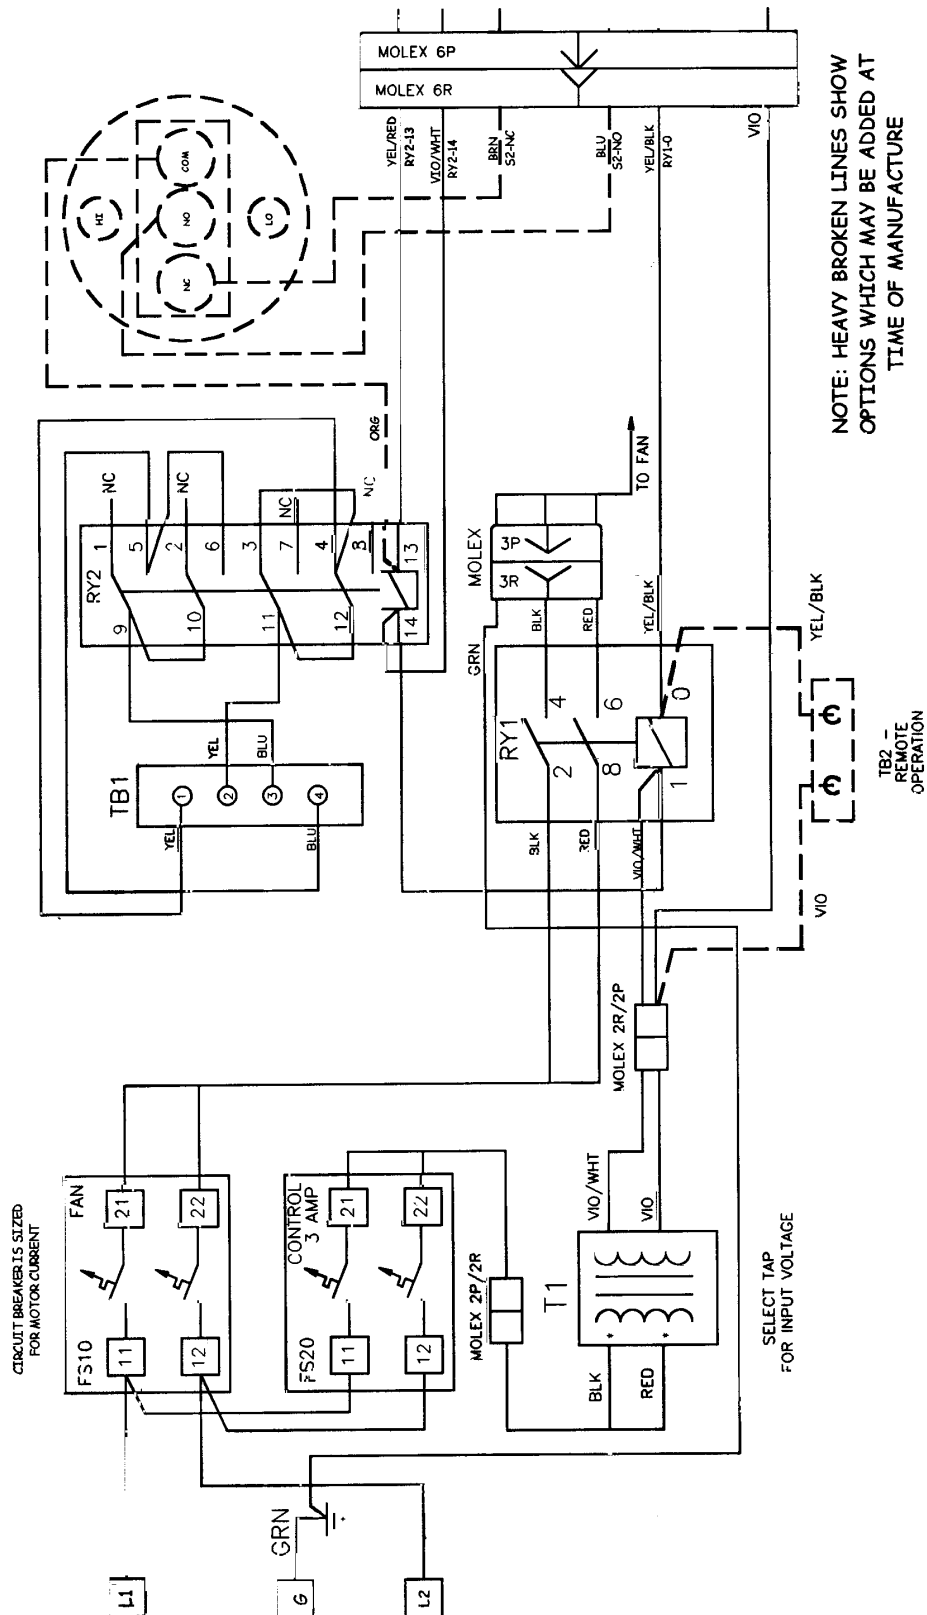 MOLEX 6P
MOLEX 6R
YEL/RED
RY2-13
VIO/WHT
RY2-14
BRN
S2-NC
BLU
S2-NO
YEL/BLK
RY1-0
VIO
NOTE: HEAVY BROKEN LINES SHOW
OPTIONS WHICH MAY BE ADDED AT
TIME OF MANUFACTURE
HI
COM
NO
NC
LO
ORG
NC
RY2
1
NC
5
2
NC
6
3
7
NC
4
8
13
9
10
11
12
14
TB1
1
2
3
4
YEL
BLU
YEL
BLU
MOLEX
3P
3R
TO FAN
GRN
BLK
RED
YEL/BLK
RY1
4
6
0
2
8
1
BLK
RED
VIO/WHT
YEL/BLK
VIO
TB2 -
REMOTE
OPERATION
MOLEX 2R/2P
CIRCUIT BREAKER IS SIZED
FOR MOTOR CURRENT
FS10
FAN
21
22
11
12
FS20
CONTROL
3 AMP
21
22
11
12
MOLEX 2P/2R
T1
VIO/WHT
VIO
BLK
RED
SELECT TAP
FOR INPUT VOLTAGE
GRN
L1
G
L2